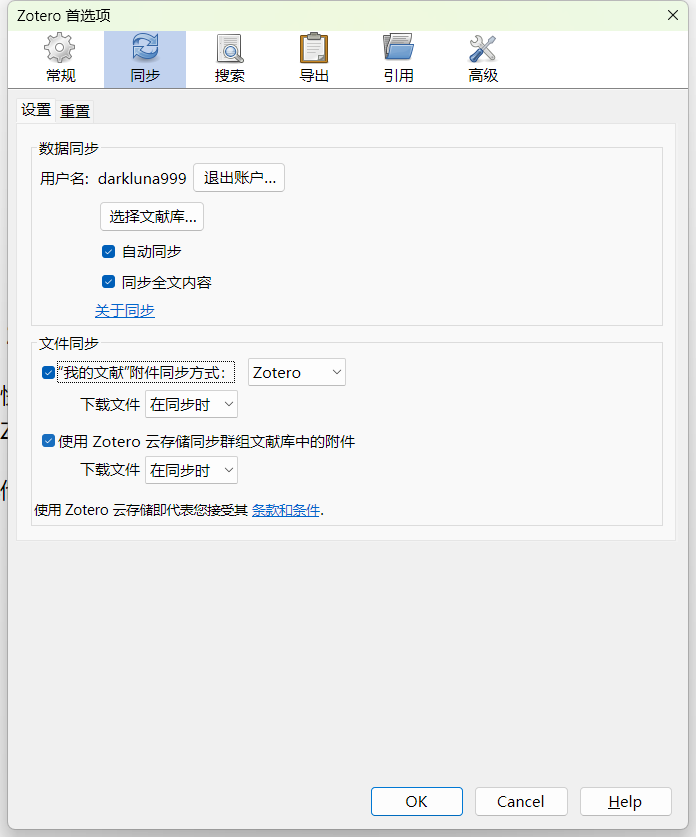 Zotero 首选项
常规 同步 搜索 导出 引用 高级
设置 重置
数据同步
用户名: darkluna999 退出账户...
选择文献库...
自动同步
同步全文内容
关于同步
文件同步
“我的文献”附件同步方式: Zotero
下载文件 在同步时
使用 Zotero 云存储同步群组文献库中的附件
下载文件 在同步时
使用 Zotero 云存储即代表您接受其 条款和条件.
OK Cancel Help